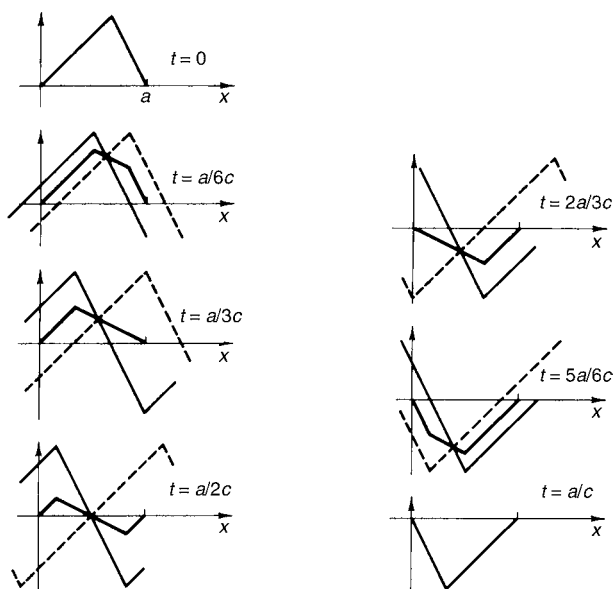 t = 0
a
x
t = a/6c
x
t = a/3c
x
t = a/2c
x
t = 2a/3c
x
t = 5a/6c
x
t = a/c
x